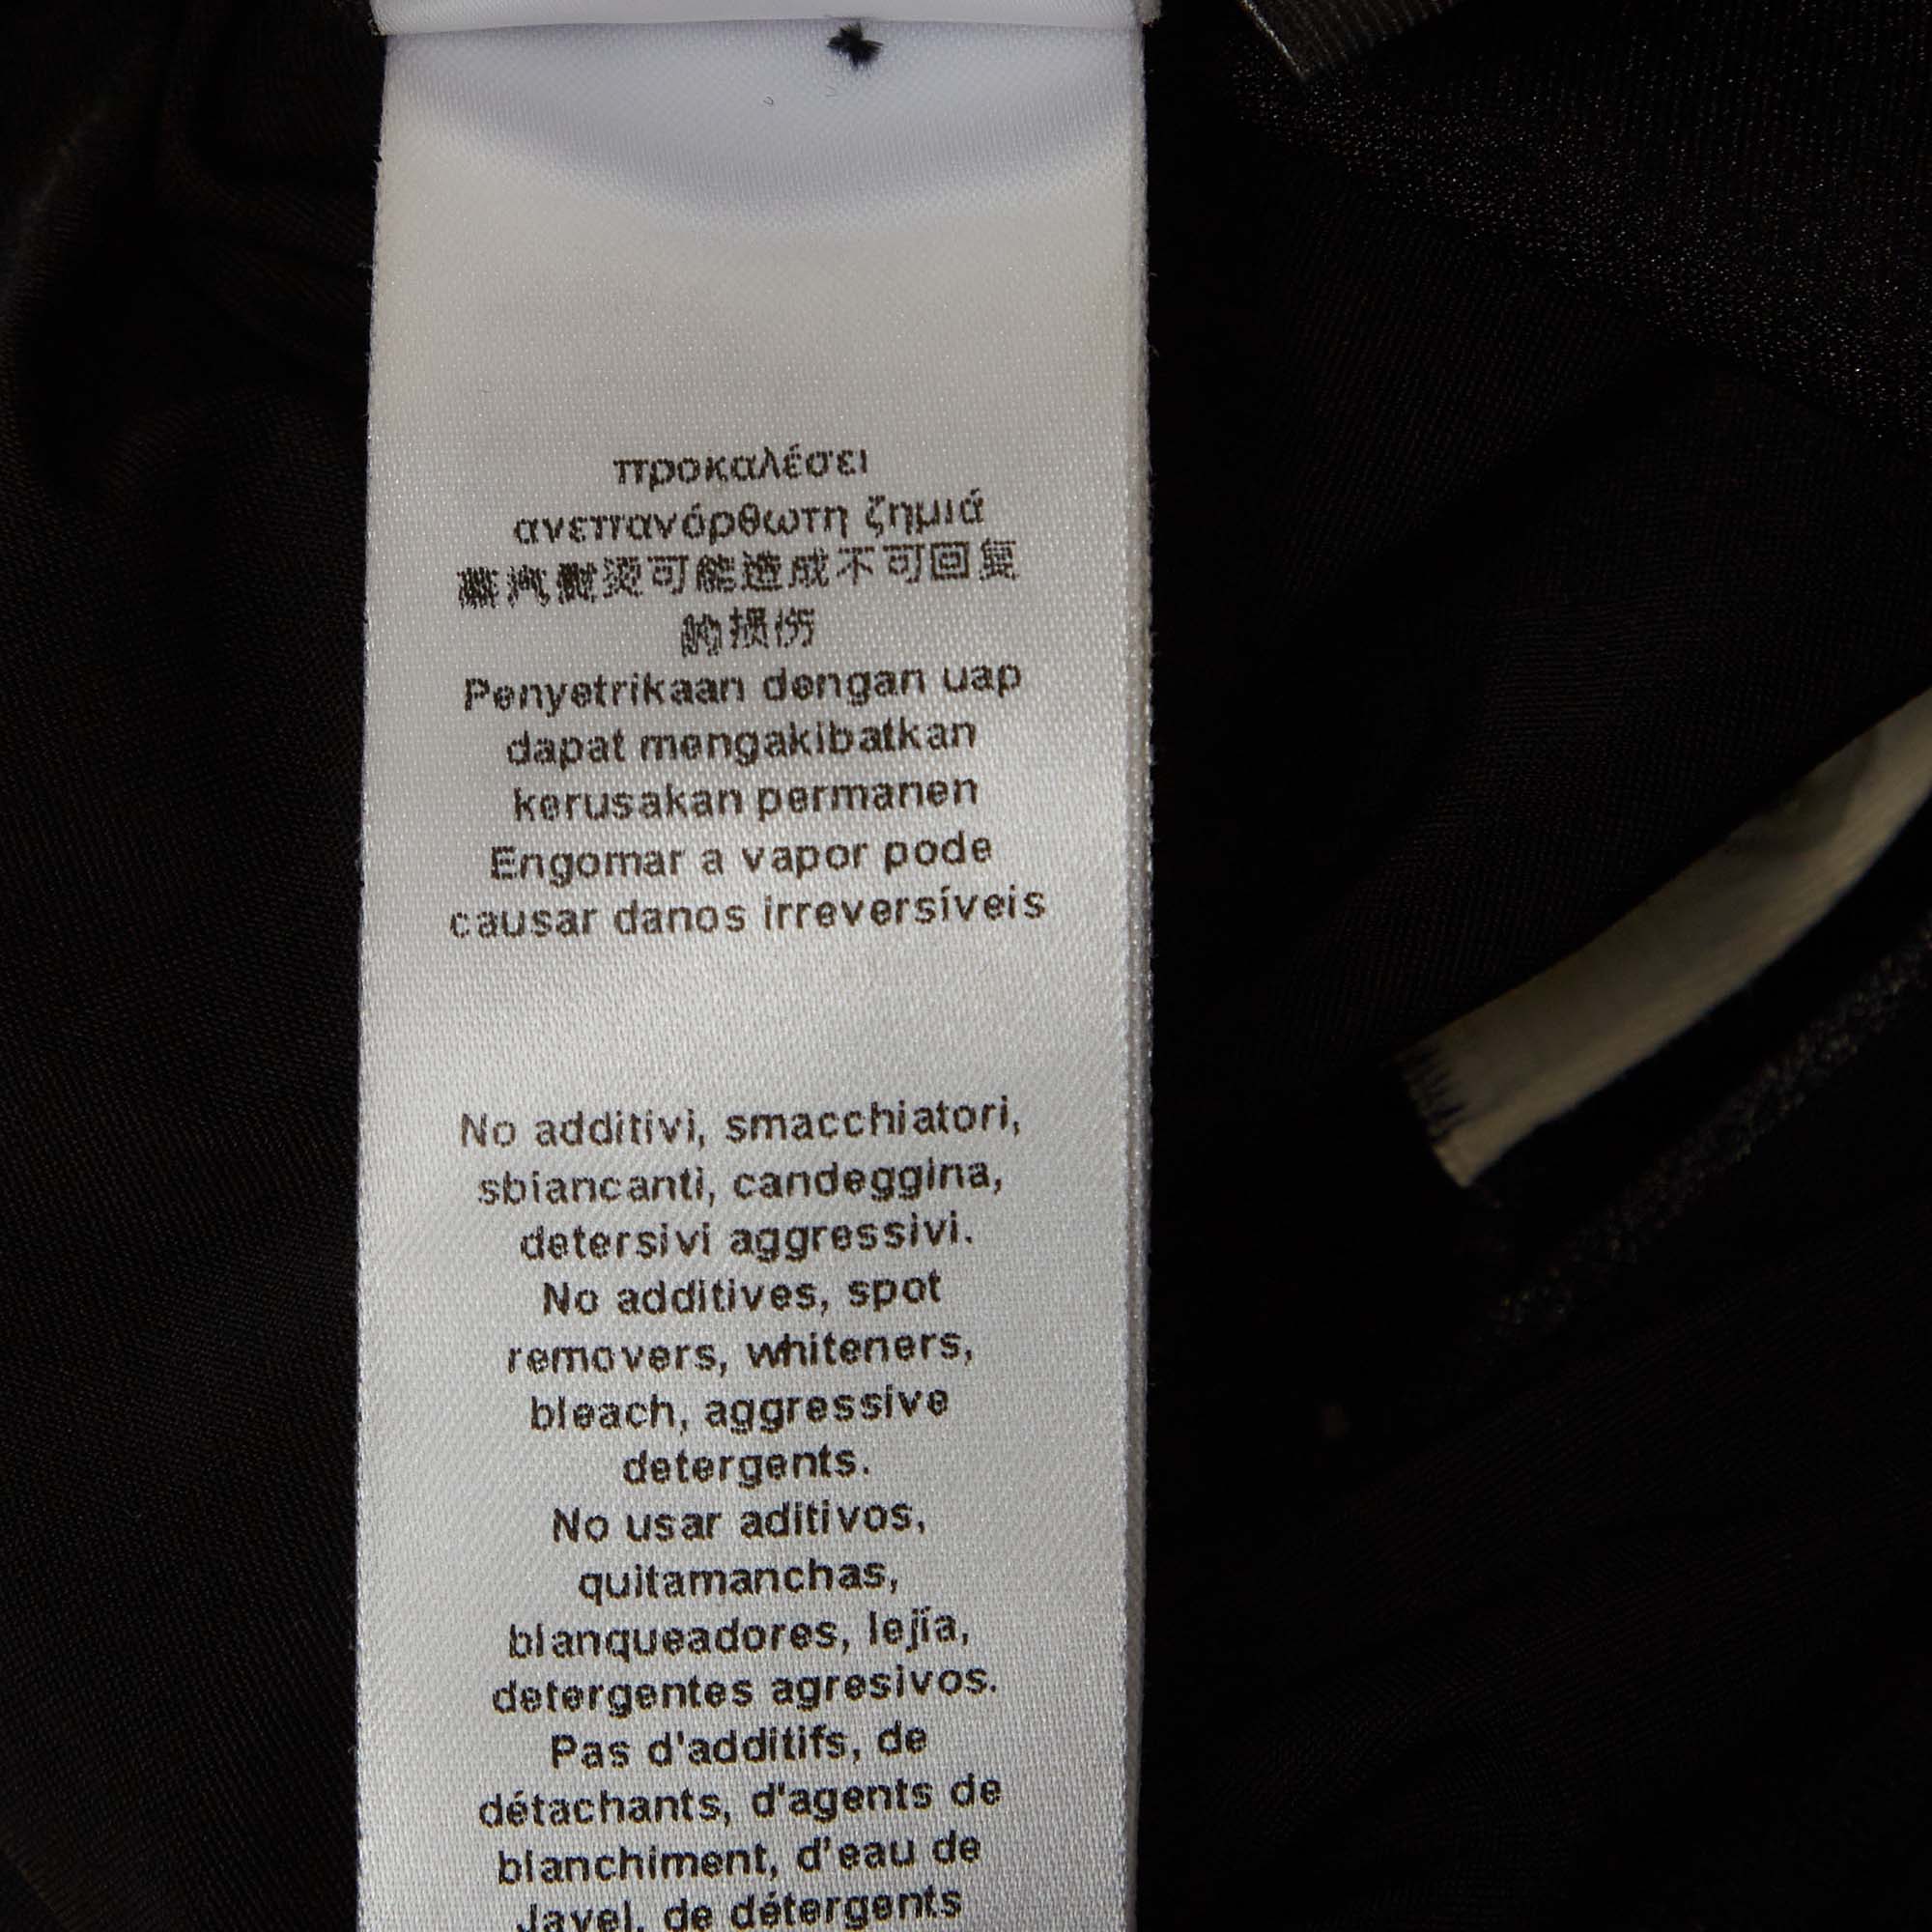 προκαλέσει
ανεπανόρθωτη ζημιά
蒸汽熨烫可能造成不可回复
的损伤
Penyetrikaan dengan uap
dapat mengakibatkan
kerusakan permanen
Engomar a vapor pode
causar danos irreversíveis
No additivi, smacchiatori,
sbiancanti, candeggina,
detersivi aggressivi.
No additives, spot
removers, whiteners,
bleach, aggressive
detergents.
No usar aditivos,
quitamanchas,
blanqueadores, lejía,
detergentes agresivos.
Pas d'additifs, de
détachants, d'agents de
blanchiment, d'eau de
Javel, de détergents